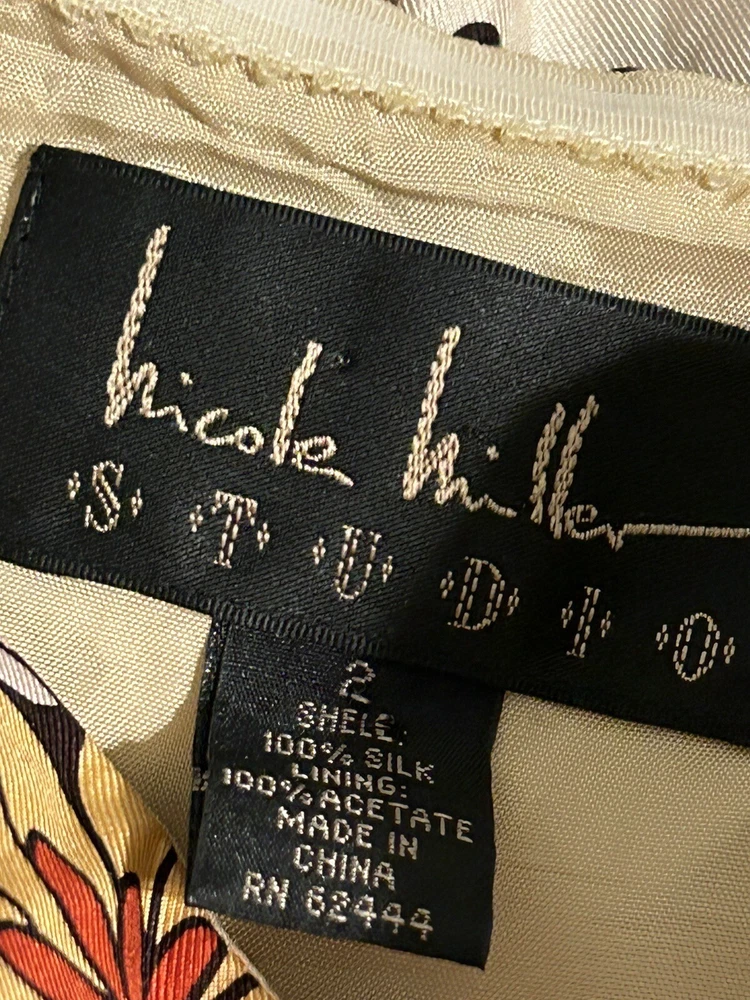 nicole miller
STUDIO
2
SHELL:
100% SILK
LINING:
100% ACETATE
MADE IN
CHINA
RN 62444